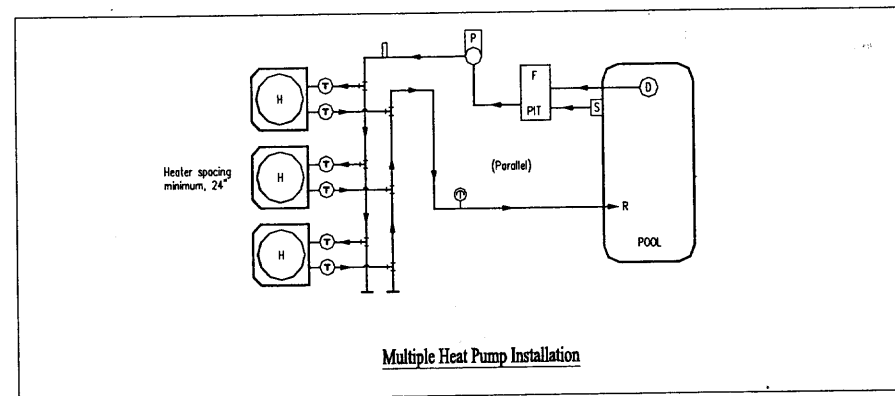 P
F
PIT
D
S
T
H
T
T
H
T
T
H
T
Heater spacing
minimum, 24"
(Parallel)
T
R
POOL
Multiple Heat Pump Installation